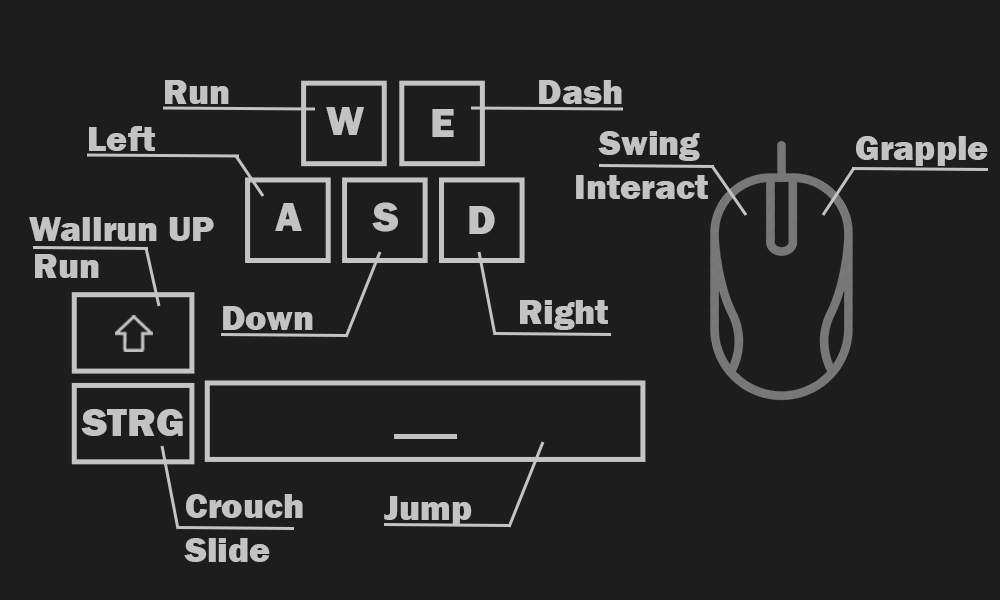 Run
W
E
Dash
Left
Swing
Interact
Grapple
A
S
D
Wallrun UP
Run
Down
Right
STRG
Crouch
Slide
Jump